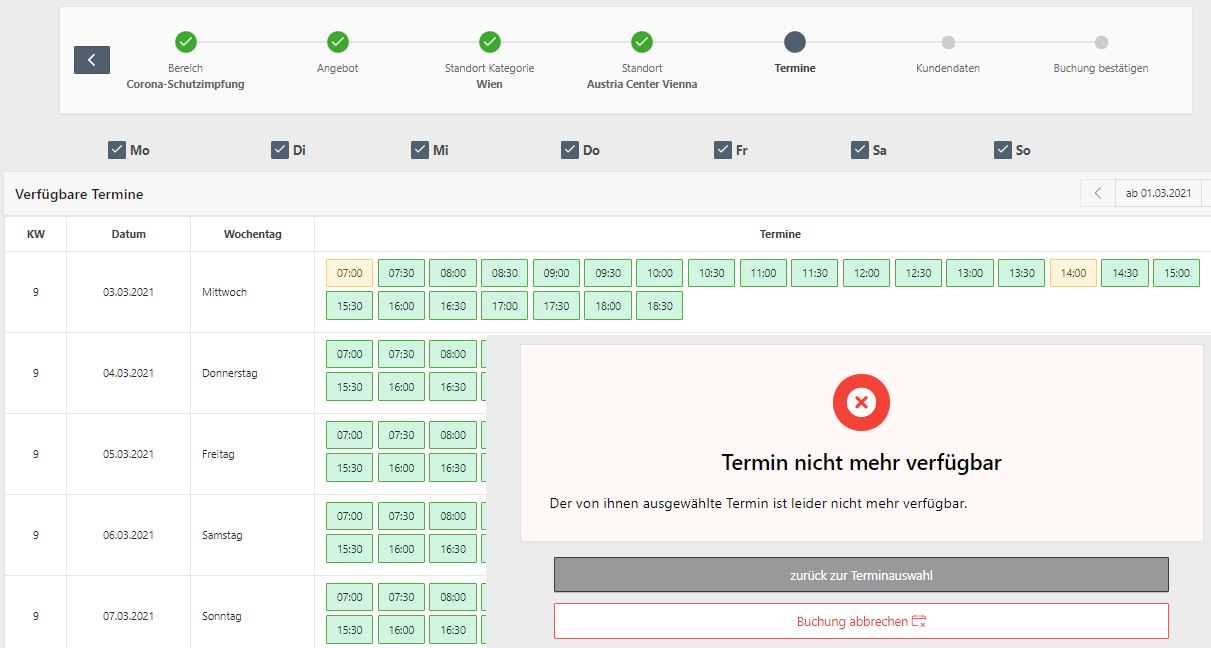 Bereich
Corona-Schutzimpfung
Angebot
Standort Kategorie
Wien
Standort
Austria Center Vienna
Termine
Kundendaten
Buchung bestätigen
Mo Di Mi Do Fr Sa So
Verfügbare Termine
ab 01.03.2021
KW Datum Wochentag Termine
9 03.03.2021 Mittwoch
07:00 07:30 08:00 08:30 09:00 09:30 10:00 10:30 11:00 11:30 12:00 12:30 13:00 13:30 14:00 14:30 15:00
15:30 16:00 16:30 17:00 17:30 18:00 18:30
9 04.03.2021 Donnerstag
07:00 07:30 08:00
15:30 16:00 16:30
9 05.03.2021 Freitag
07:00 07:30 08:00
15:30 16:00 16:30
9 06.03.2021 Samstag
07:00 07:30 08:00
15:30 16:00 16:30
9 07.03.2021 Sonntag
07:00 07:30 08:00
15:30 16:00 16:30
Termin nicht mehr verfügbar
Der von ihnen ausgewählte Termin ist leider nicht mehr verfügbar.
zurück zur Terminauswahl
Buchung abbrechen